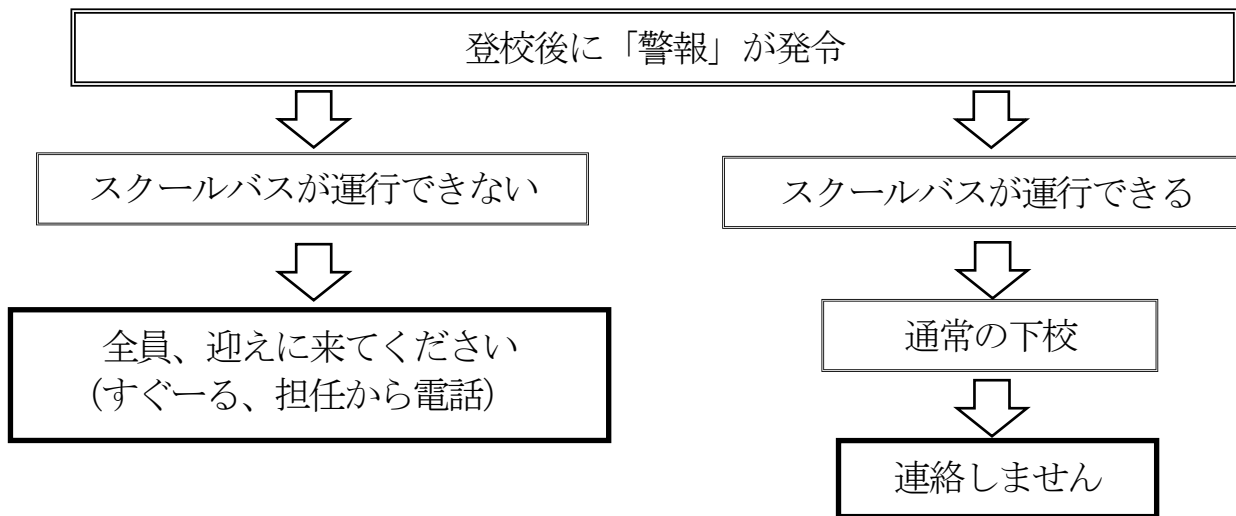 登校後に「警報」が発令
スクールバスが運行できない
スクールバスが運行できる
全員、迎えに来てください
(すぐーる、担任から電話)
通常の下校
連絡しません